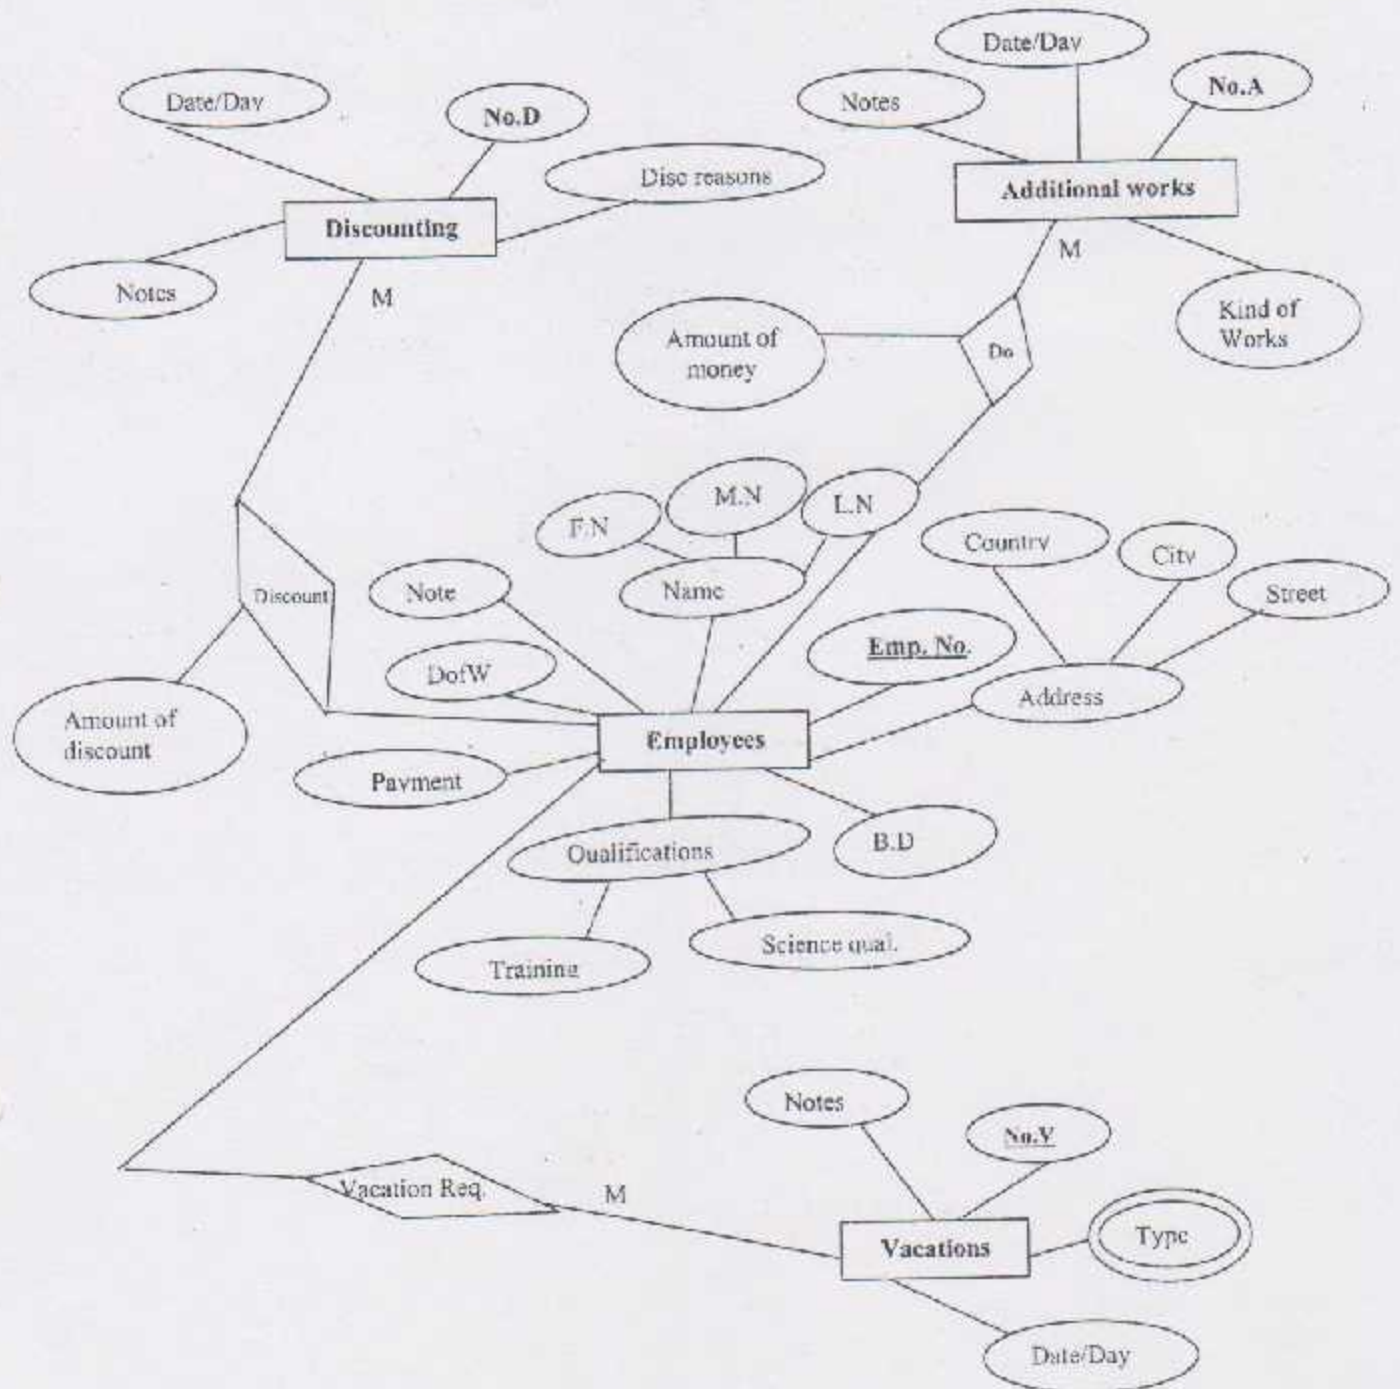 Date/Day
Notes
Date/Day
No.A
No.D
Disc reasons
Additional works
Discounting
M
Notes
M
Kind of
Works
Amount of
money
Do
F.N
M.N
L.N
Country
City
Street
Discount
Note
Name
Emp. No.
DofW
Address
Amount of
discount
Employees
Payment
Qualifications
B.D
Training
Science qual.
Notes
No.V
Vacation Req.
M
Vacations
Type
Date/Day